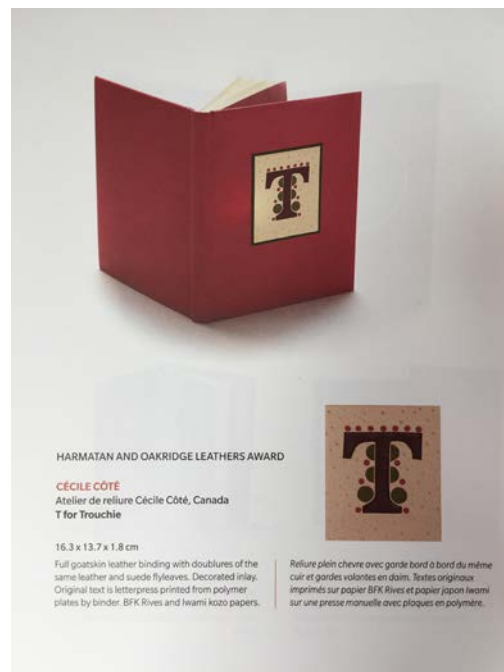 T
HARMATAN AND OAKRIDGE LEATHERS AWARD
T
CÉCILE CÔTÉ
Atelier de reliure Cécile Côté, Canada
T for Trouchie
16.3 x 13.7 x 1.8 cm
Full goatskin leather binding with doublures of the
same leather and suede flyleaves. Decorated inlay.
Original text is letterpress printed from polymer
plates by binder. BFK Rives and Iwami kozo papers.
Reliure plein chevre avec garde bord à bord du même
cuir et gardes volantes en daim. Textes originaux
imprimés sur papier BFK Rives et papier japon Iwami
sur une presse manuelle avec plaques en polymère.